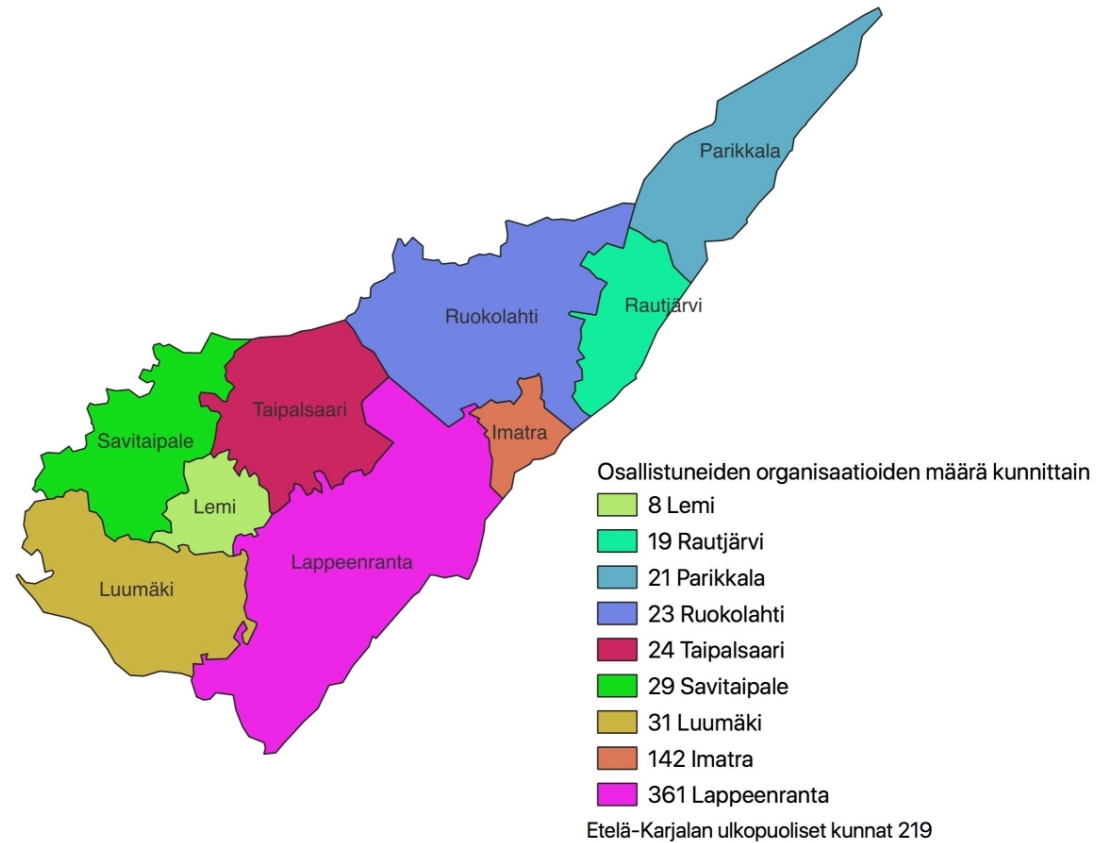 Parikkala
Ruokolahti
Rautjärvi
Taipalsaari
Imatra
Savitaipale
Lemi
Lappeenranta
Luumäki
Osallistuneiden organisaatioiden määrä kunnittain
8 Lemi
19 Rautjärvi
21 Parikkala
23 Ruokolahti
24 Taipalsaari
29 Savitaipale
31 Luumäki
142 Imatra
361 Lappeenranta
Etelä-Karjalan ulkopuoliset kunnat 219